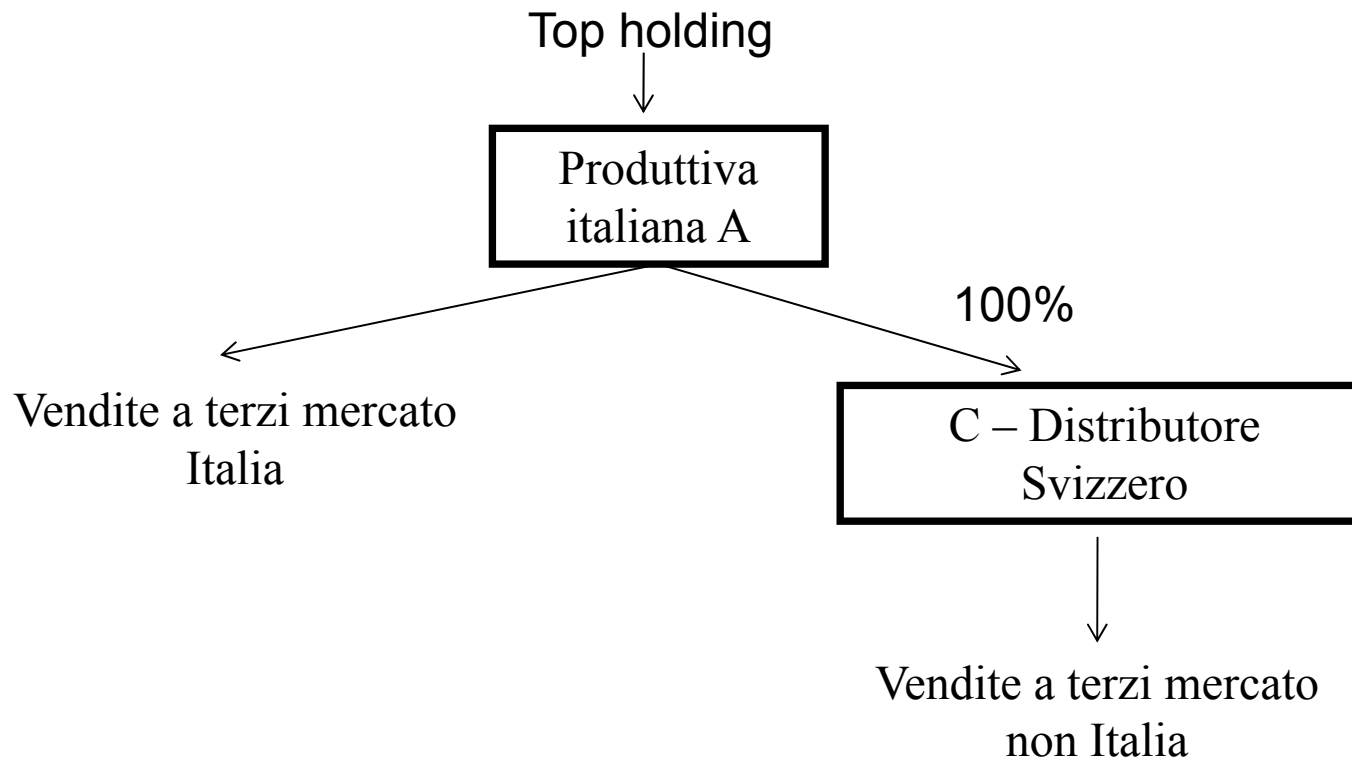 Top holding
Produttiva
italiana A
100%
Vendite a terzi mercato
Italia
C – Distributore
Svizzero
Vendite a terzi mercato
non Italia